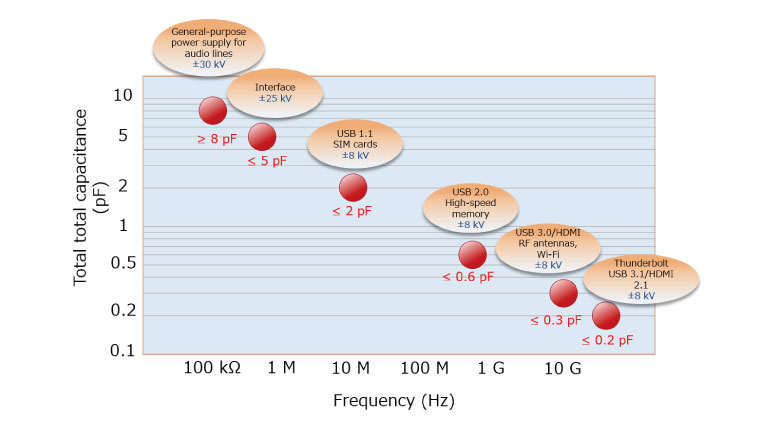 General-purpose
power supply for
audio lines
±30 kV
Interface
±25 kV
USB 1.1
SIM cards
±8 kV
USB 2.0
High-speed
memory
±8 kV
USB 3.0/HDMI
RF antennas,
Wi-Fi
±8 kV
Thunderbolt
USB 3.1/HDMI
2.1
±8 kV
≥ 8 pF
≤ 5 pF
≤ 2 pF
≤ 0.6 pF
≤ 0.3 pF
≤ 0.2 pF
Total total capacitance
(pF)
10
5
2
1
0.5
0.2
0.1
100 kΩ 1 M 10 M 100 M 1 G 10 G
Frequency (Hz)